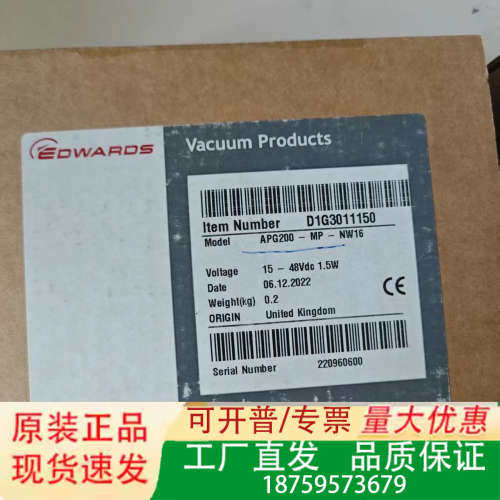 EDWARDS
Vacuum Products
Item Number D1G3011150
Model APG200 - MP - NW16
Voltage 15 - 48Vdc 1.5W
Date 06.12.2022
Weight(kg) 0.2
ORIGIN United Kingdom
CE
Serial Number 220960600
原装正品
现货速发
可开普/专票 量大优惠
工厂直发 品质保证
18759573679